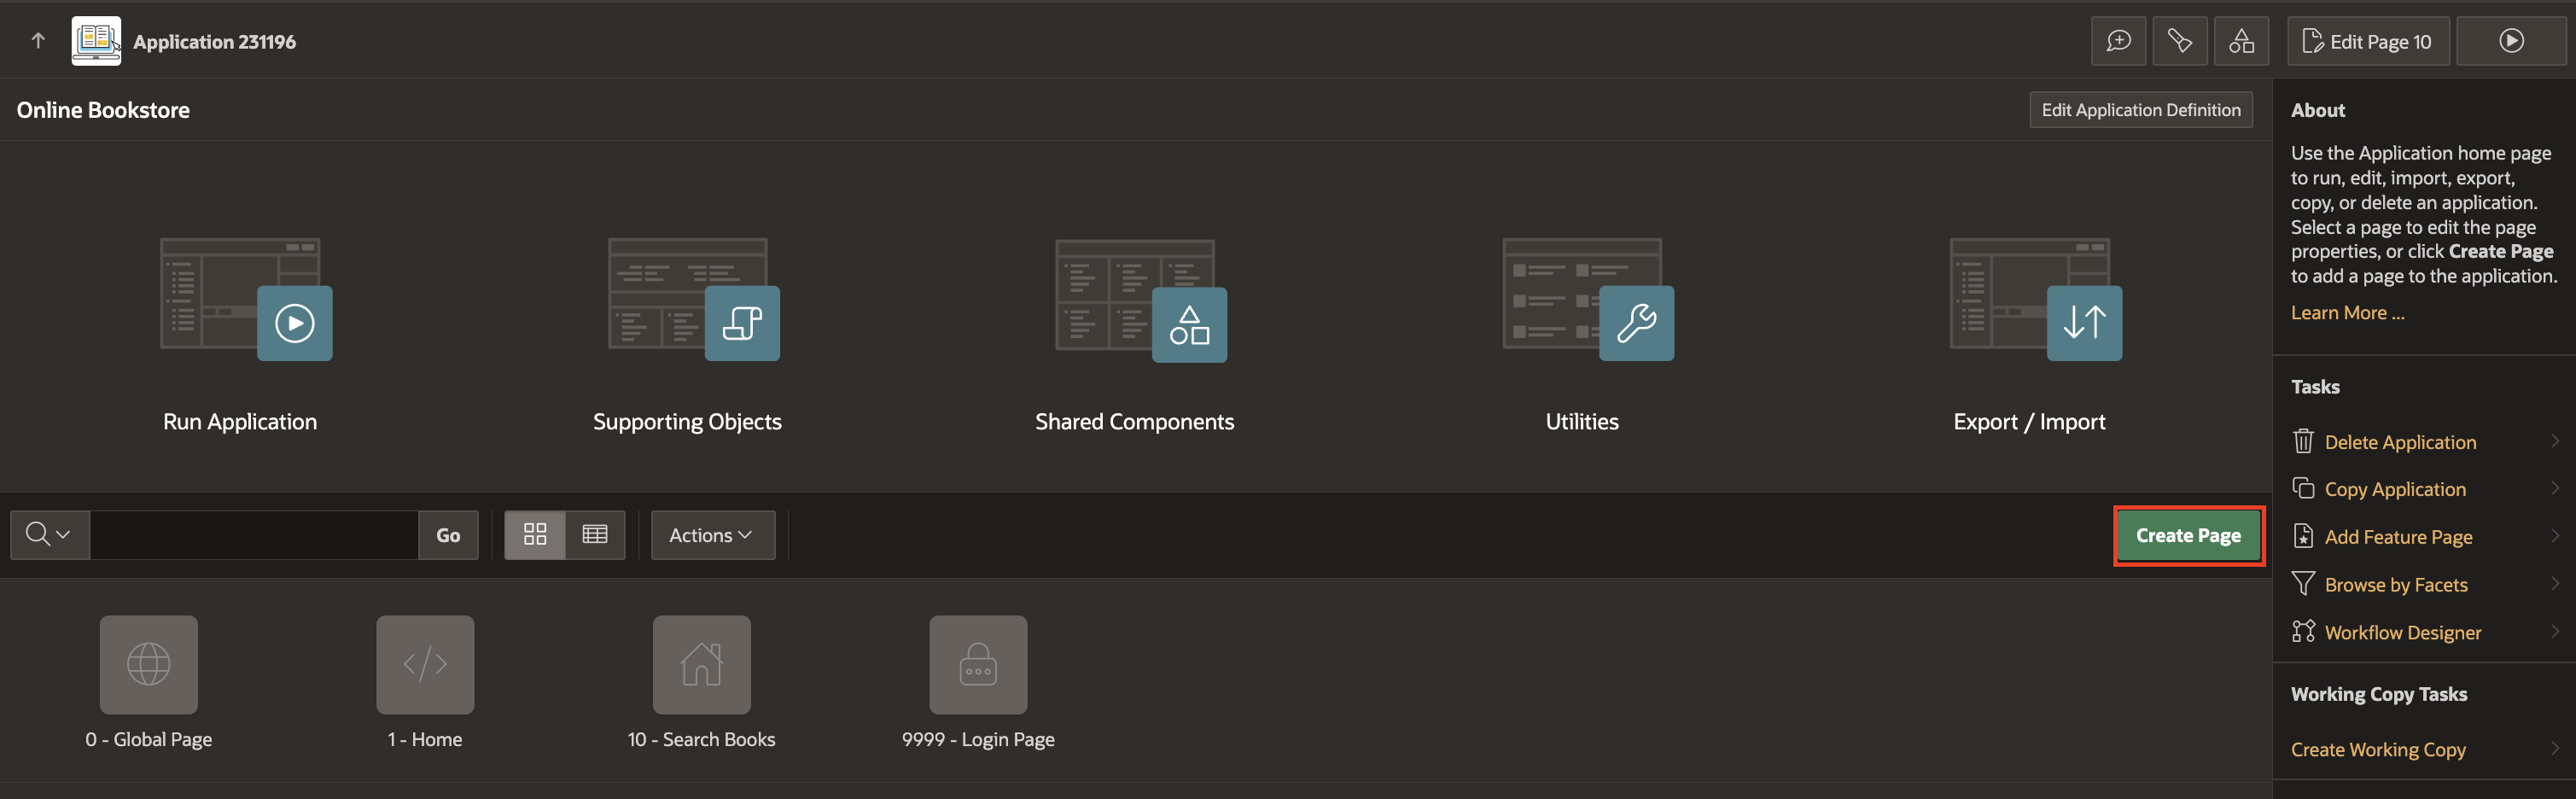 Application 231196
Edit Page 10
Online Bookstore
Edit Application Definition
Run Application
Supporting Objects
Shared Components
Utilities
Export / Import
Go
Actions
Create Page
0 - Global Page
1 - Home
10 - Search Books
9999 - Login Page
About
Use the Application home page
to run, edit, import, export,
copy, or delete an application.
Select a page to edit the page
properties, or click Create Page
to add a page to the application.
Learn More ...
Tasks
Delete Application
Copy Application
Add Feature Page
Browse by Facets
Workflow Designer
Working Copy Tasks
Create Working Copy